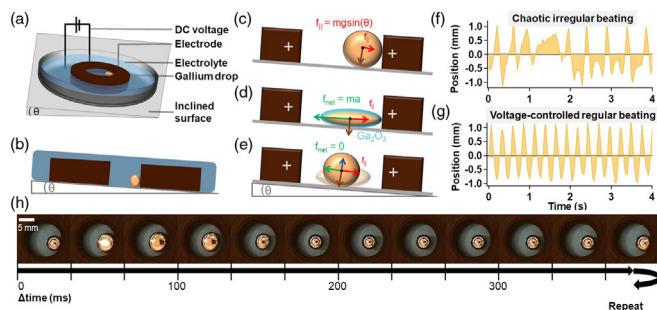 (a)
DC voltage
Electrode
Electrolyte
Gallium drop
Inclined
surface
θ
(b)
θ
(c)
f|| = mgsin(θ)
f||
+
+
(d)
fnet = ma
f||
+
+
Ga2O3
(e)
fnet = 0
f||
+
+
θ
(f)
Chaotic irregular beating
Position (mm)
1.0
0.5
0.0
-0.5
-1.0
0 1 2 3 4
(g)
Voltage-controlled regular beating
Position (mm)
1.0
0.5
0.0
-0.5
-1.0
0 1 2 3 4
Time (s)
(h)
5 mm
100
200
300
Δtime (ms)
Repeat